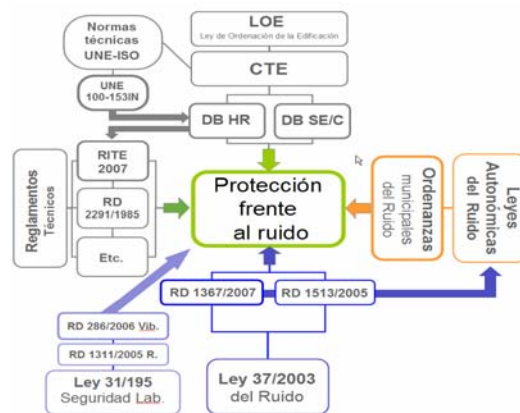 Normas
técnicas
UNE-ISO
LOE
Ley de Ordenación de la Edificación
CTE
UNE
100-153IN
DB HR
DB SE/C
Reglamentos
Técnicos
RITE
2007
RD
2291/1985
Etc.
Protección
frente
al ruido
Ordenanzas
municipales
del Ruido
Leyes
Autonómicas
del Ruido
RD 1367/2007
RD 1513/2005
RD 286/2006 Vib.
RD 1311/2005 R.
Ley 31/195
Seguridad Lab.
Ley 37/2003
del Ruido